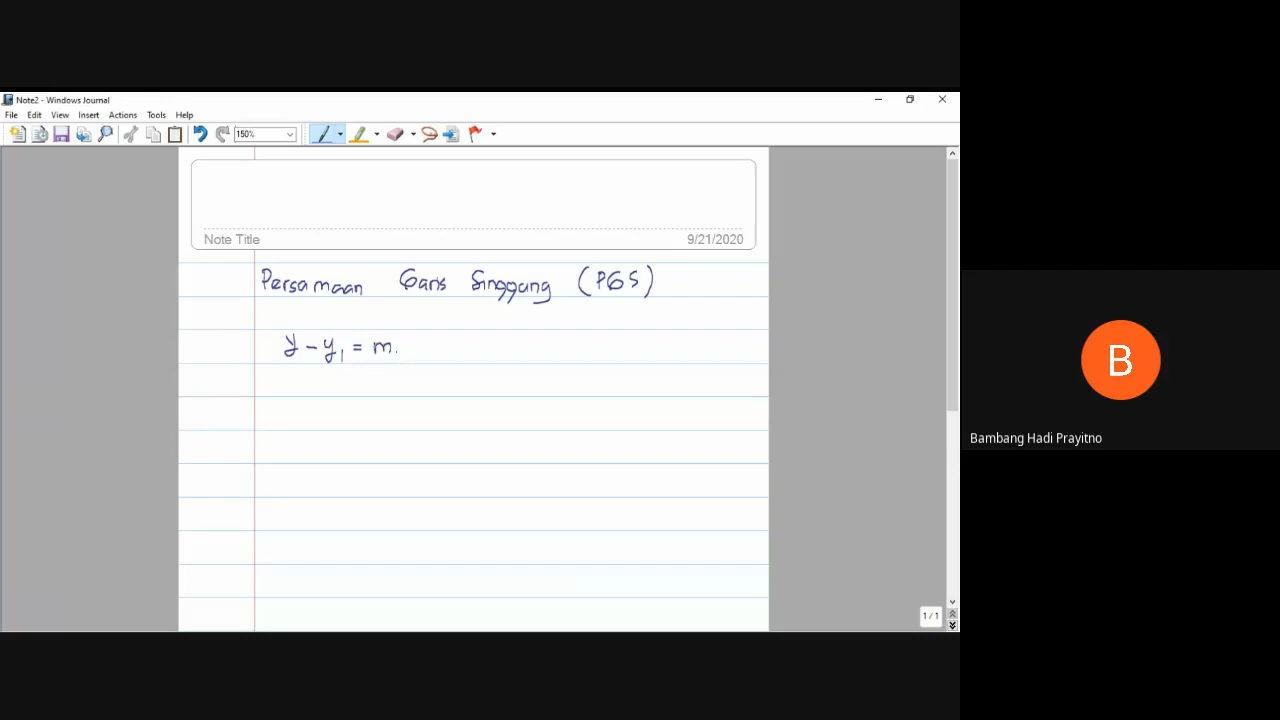 Note2 - Windows Journal
File Edit View Insert Actions Tools Help
150%
Note Title
9/21/2020
Persamaan Garis Singgung (PGS)
y - y₁ = m.
1 / 1
B
Bambang Hadi Prayitno